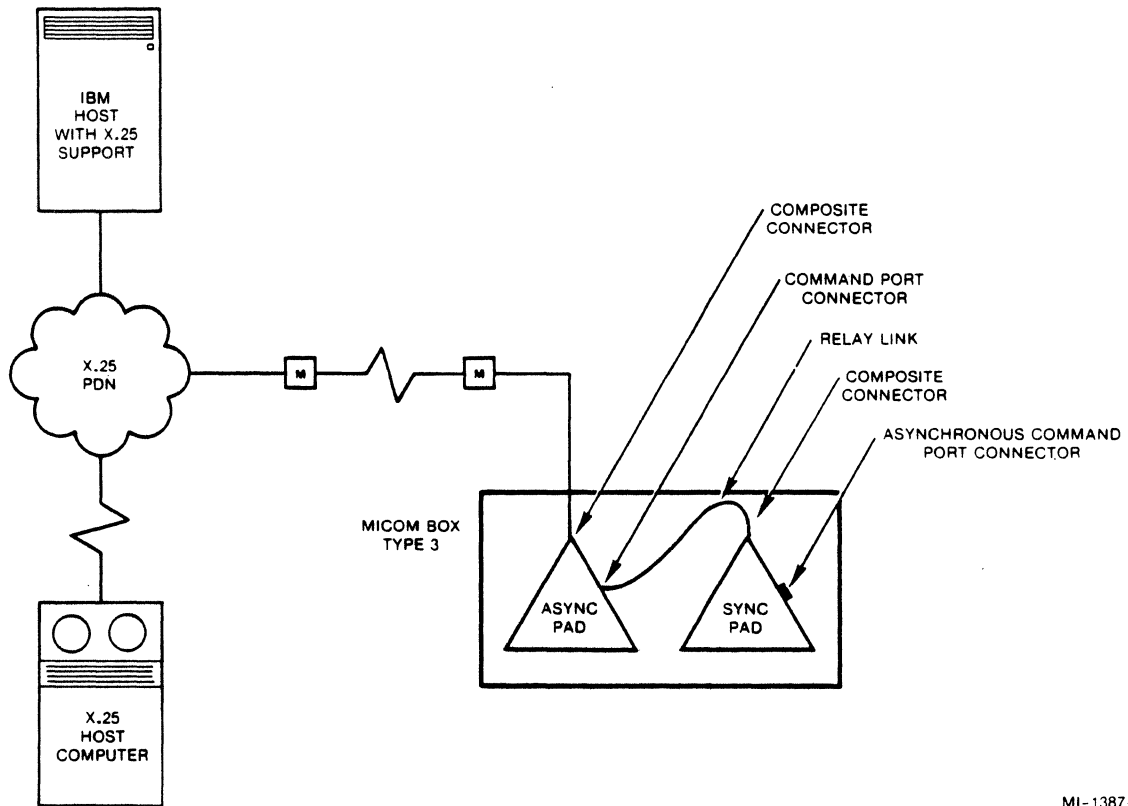 IBM
HOST
WITH X.25
SUPPORT
COMPOSITE
CONNECTOR
COMMAND PORT
CONNECTOR
RELAY LINK
X.25
PDN
M
M
COMPOSITE
CONNECTOR
ASYNCHRONOUS COMMAND
PORT CONNECTOR
MICOM BOX
TYPE 3
ASYNC
PAD
SYNC
PAD
X.25
HOST
COMPUTER
MI-1387